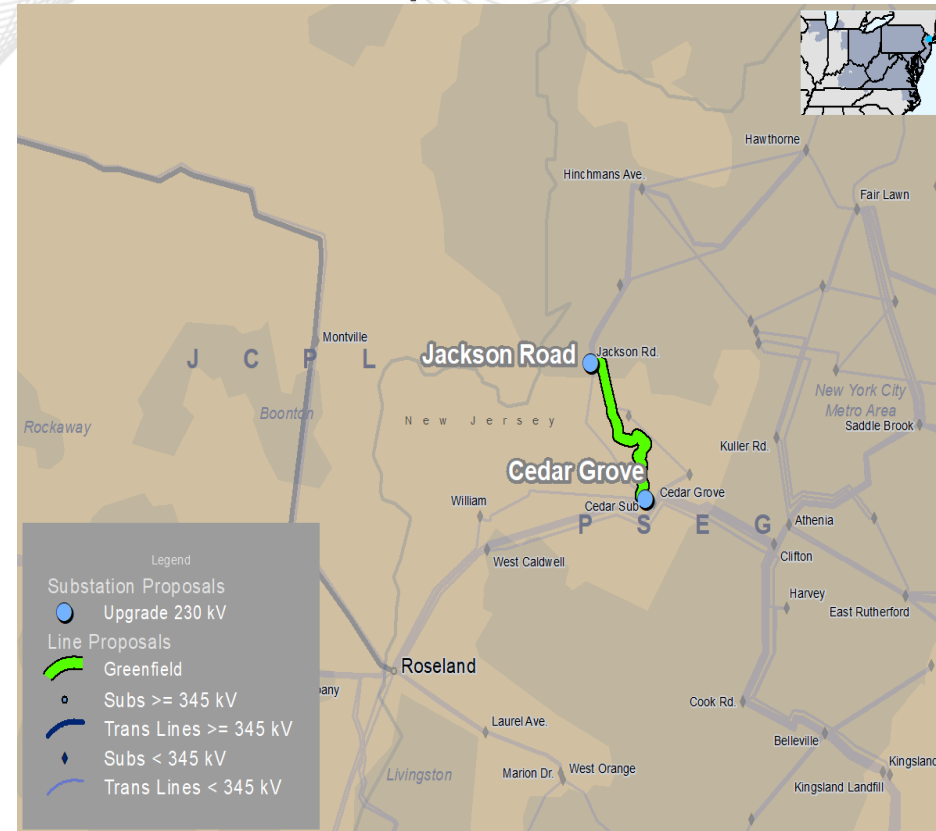 Hawthorne
Hinchmans Ave.
Fair Lawn
Montville
J C P L
Jackson Road
Jackson Rd.
New York City
Metro Area
Boonton
New Jersey
Rockaway
Saddle Brook
Kuller Rd.
Cedar Grove
William
Cedar Grove
Cedar Sub
P S E G
Athenia
West Caldwell
Clifton
Harvey
East Rutherford
Legend
Substation Proposals
Upgrade 230 kV
Line Proposals
Greenfield
Subs >= 345 kV
Trans Lines >= 345 kV
Subs < 345 kV
Trans Lines < 345 kV
Roseland
Cook Rd.
Laurel Ave.
Belleville
Livingston
Marion Dr.
West Orange
Kingsland
Kingsland Landfill